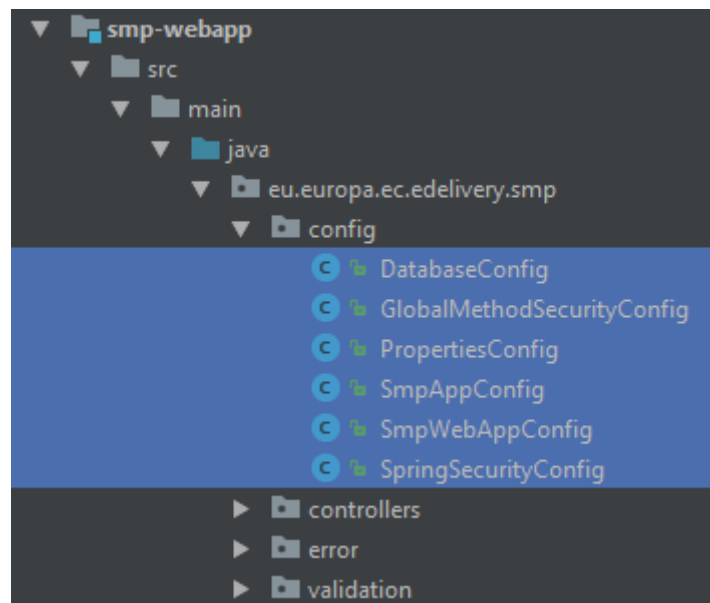 smp-webapp
src
main
java
eu.europa.ec.edelivery.smp
config
C DatabaseConfig
C GlobalMethodSecurityConfig
C PropertiesConfig
C SmpAppConfig
C SmpWebAppConfig
C SpringSecurityConfig
controllers
error
validation